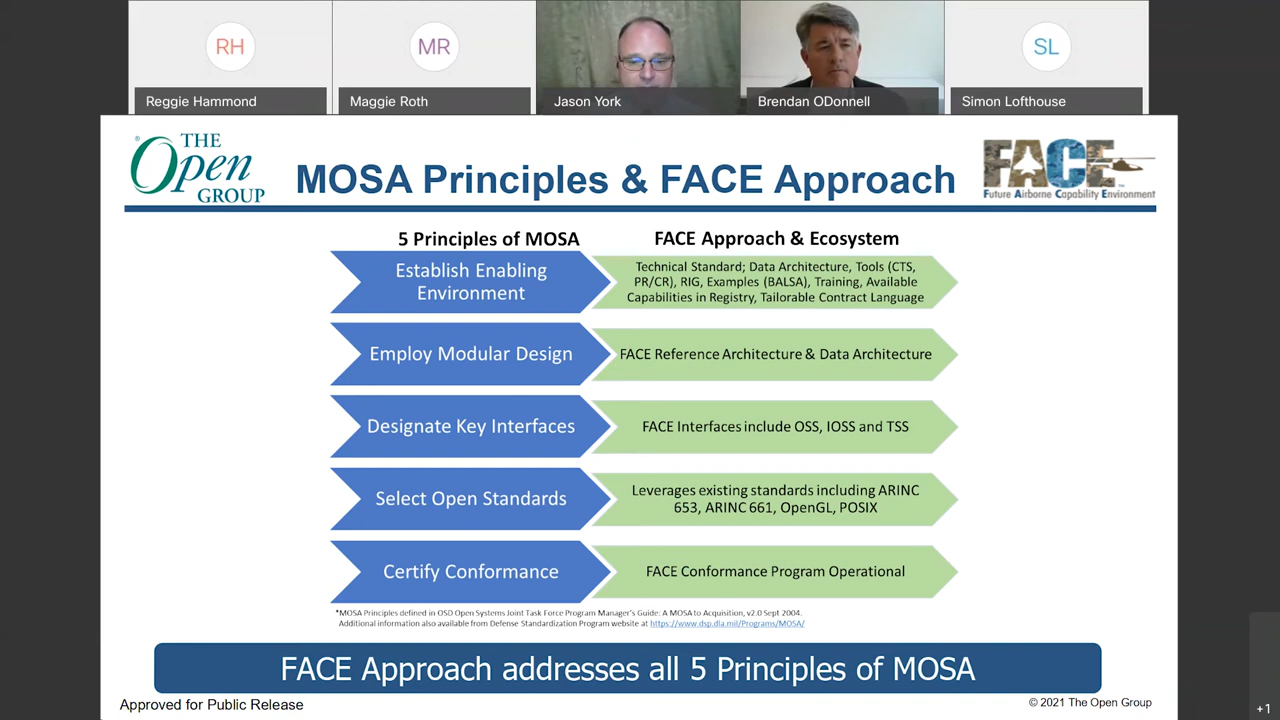 RH
MR
SL
Reggie Hammond
Maggie Roth
Jason York
Brendan ODonnell
Simon Lofthouse
THE
Open
GROUP
®
MOSA Principles & FACE Approach
FACE
™
Future Airborne Capability Environment
5 Principles of MOSA
FACE Approach & Ecosystem
Establish Enabling
Environment
Technical Standard; Data Architecture, Tools (CTS,
PR/CR), RIG, Examples (BALSA), Training, Available
Capabilities in Registry, Tailorable Contract Language
Employ Modular Design
FACE Reference Architecture & Data Architecture
Designate Key Interfaces
FACE Interfaces include OSS, IOSS and TSS
Select Open Standards
Leverages existing standards including ARINC
653, ARINC 661, OpenGL, POSIX
Certify Conformance
FACE Conformance Program Operational
*MOSA Principles defined in OSD Open Systems Joint Task Force Program Manager's Guide: A MOSA to Acquisition, v2.0 Sept 2004.
Additional information also available from Defense Standardization Program website at https://www.dsp.dla.mil/Programs/MOSA/
FACE Approach addresses all 5 Principles of MOSA
Approved for Public Release
© 2021 The Open Group
+1